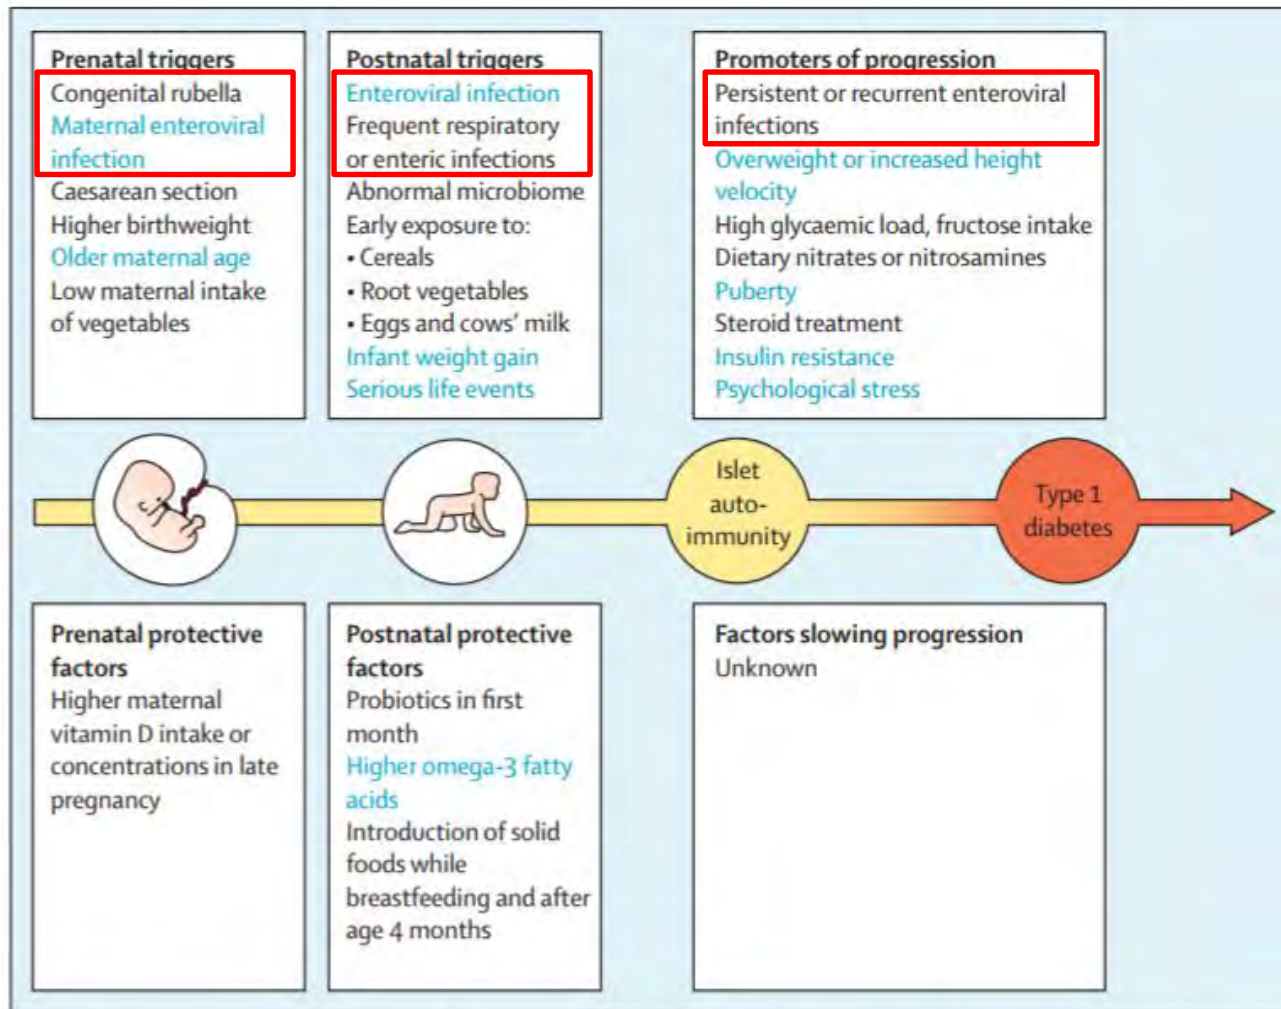 Prenatal triggers
Congenital rubella
Maternal enteroviral
infection
Caesarean section
Higher birthweight
Older maternal age
Low maternal intake
of vegetables
Postnatal triggers
Enteroviral infection
Frequent respiratory
or enteric infections
Abnormal microbiome
Early exposure to:
• Cereals
• Root vegetables
• Eggs and cows’ milk
Infant weight gain
Serious life events
Promoters of progression
Persistent or recurrent enteroviral
infections
Overweight or increased height
velocity
High glycaemic load, fructose intake
Dietary nitrates or nitrosamines
Puberty
Steroid treatment
Insulin resistance
Psychological stress
Islet
auto-
immunity
Type 1
diabetes
Prenatal protective
factors
Higher maternal
vitamin D intake or
concentrations in late
pregnancy
Postnatal protective
factors
Probiotics in first
month
Higher omega-3 fatty
acids
Introduction of solid
foods while
breastfeeding and after
age 4 months
Factors slowing progression
Unknown